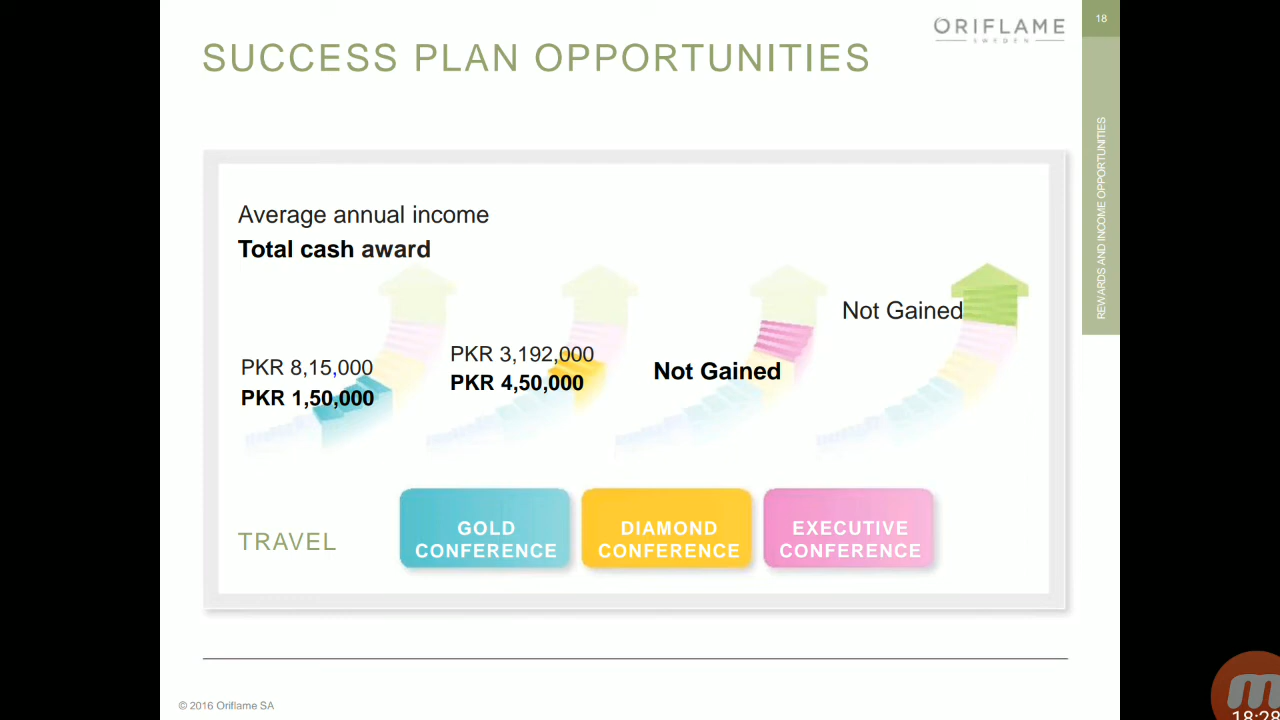 ORIFLAME
SWEDEN
18
SUCCESS PLAN OPPORTUNITIES
REWARDS AND INCOME OPPORTUNITIES
Average annual income
Total cash award
Not Gained
PKR 8,15,000
PKR 1,50,000
PKR 3,192,000
PKR 4,50,000
Not Gained
TRAVEL
GOLD
CONFERENCE
DIAMOND
CONFERENCE
EXECUTIVE
CONFERENCE
© 2016 Oriflame SA
18:29